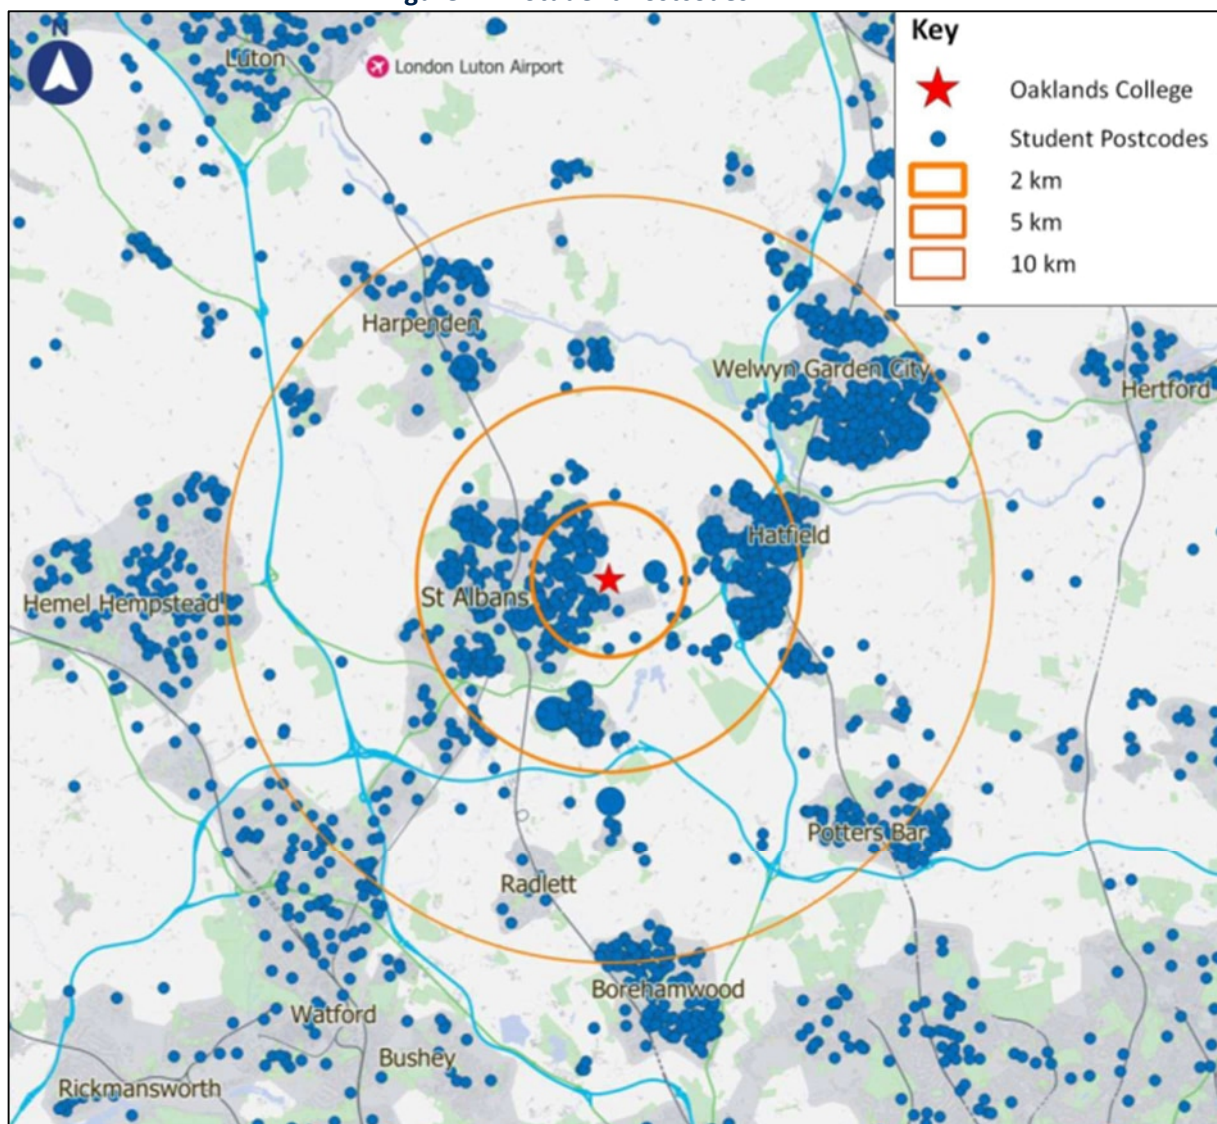 N
Key
Oaklands College
Student Postcodes
2 km
5 km
10 km
Luton
London Luton Airport
Harpenden
Welwyn Garden City
Hertford
Hatfield
Hemel Hempstead
St Albans
Potters Bar
Radlett
Borehamwood
Watford
Bushey
Rickmansworth